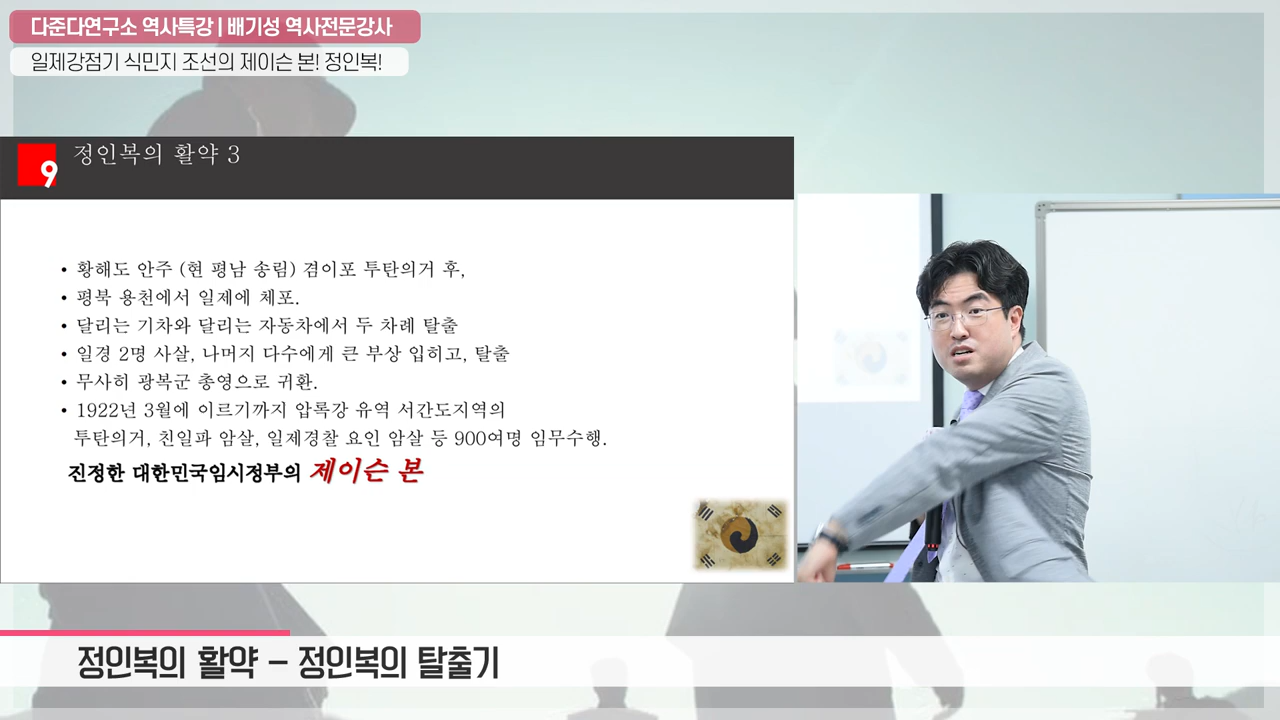 다준다연구소 역사특강 | 배기성 역사전문강사
일제강점기 식민지 조선의 제이슨 본! 정인복!
9
정인복의 활약 3
• 황해도 안주 (현 평남 송림) 겸이포 투탄의거 후,
• 평북 용천에서 일제에 체포.
• 달리는 기차와 달리는 자동차에서 두 차례 탈출
• 일경 2명 사살, 나머지 다수에게 큰 부상 입히고, 탈출
• 무사히 광복군 총영으로 귀환.
• 1922년 3월에 이르기까지 압록강 유역 서간도지역의
투탄의거, 친일파 암살, 일제경찰 요인 암살 등 900여명 임무수행.
진정한 대한민국임시정부의 제이슨 본
정인복의 활약 – 정인복의 탈출기